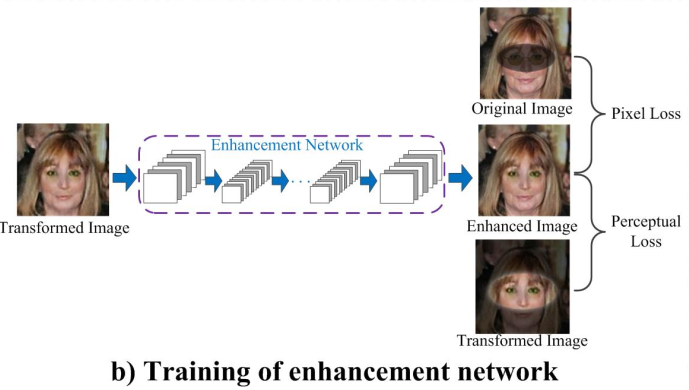 Original Image
Pixel Loss
Enhancement Network
Transformed Image
Enhanced Image
Perceptual
Loss
Transformed Image
b) Training of enhancement network